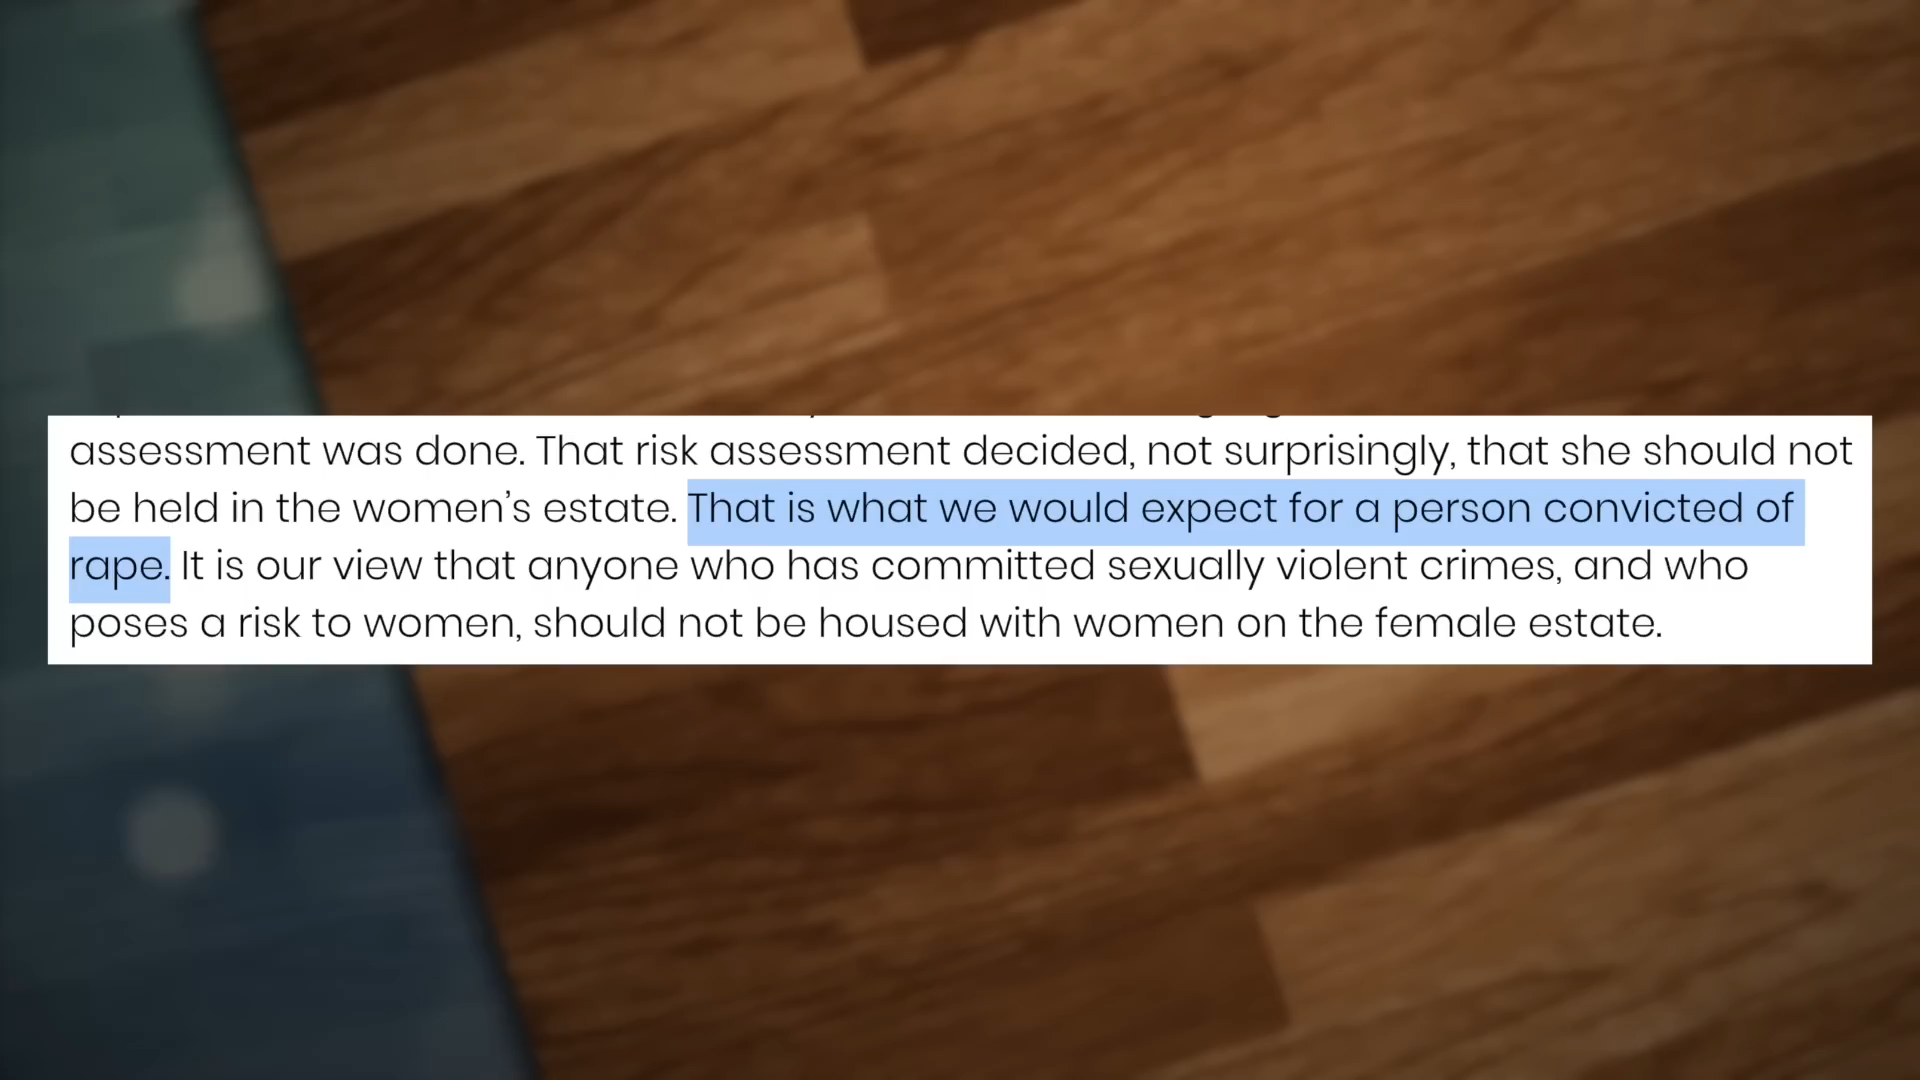 assessment was done. That risk assessment decided, not surprisingly, that she should not
be held in the women’s estate. That is what we would expect for a person convicted of
rape. It is our view that anyone who has committed sexually violent crimes, and who
poses a risk to women, should not be housed with women on the female estate.